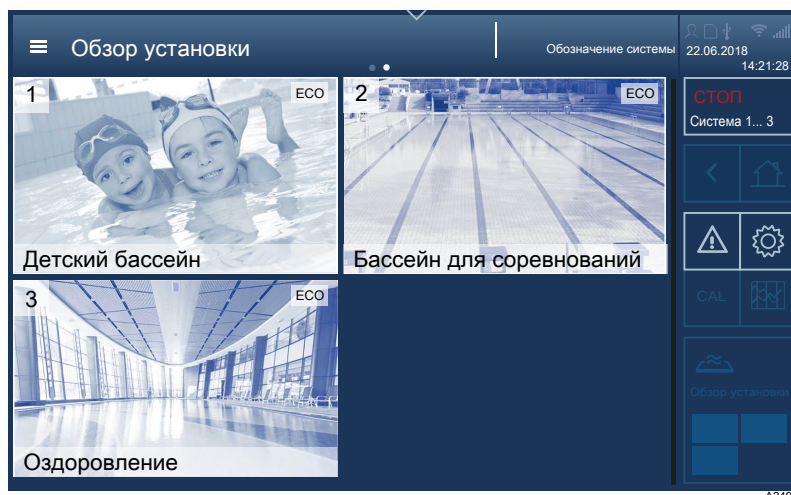 Обзор установки
Обозначение системы
22.06.2018
14:21:28
1
ECO
2
ECO
СТОП
Система 1... 3
Детский бассейн
Бассейн для соревнований
3
ECO
CAL
Обзор установки
Оздоровление